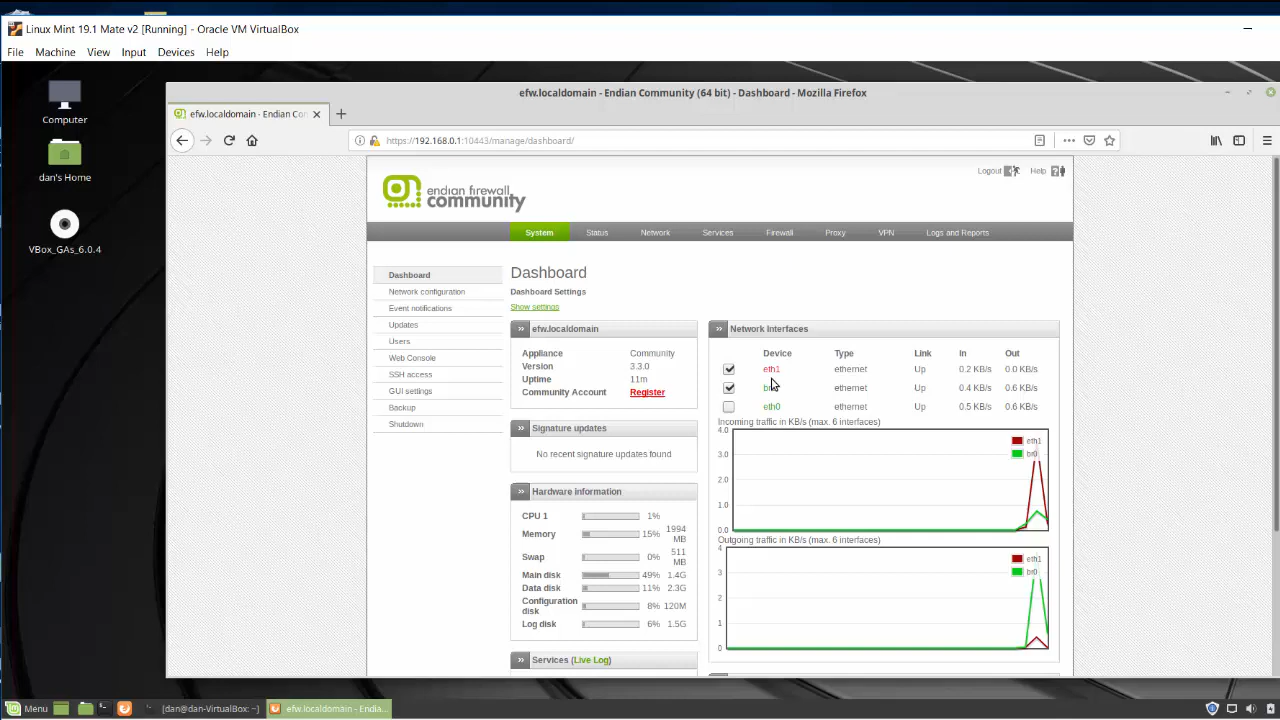 Linux Mint 19.1 Mate v2 [Running] - Oracle VM VirtualBox
File Machine View Input Devices Help
Computer
dan's Home
VBox_GAs_6.0.4
efw.localdomain - Endian Community (64 bit) - Dashboard - Mozilla Firefox
efw.localdomain - Endian Co
https://192.168.0.1:10443/manage/dashboard/
Logout Help
endian firewall
community
System Status Network Services Firewall Proxy VPN Logs and Reports
Dashboard
Network configuration
Event notifications
Updates
Users
Web Console
SSH access
GUI settings
Backup
Shutdown
Dashboard
Dashboard Settings
Show settings
efw.localdomain
Appliance Community
Version 3.3.0
Uptime 11m
Community Account Register
Signature updates
No recent signature updates found
Hardware information
CPU 1 1%
Memory 15% 1994 MB
Swap 0% 511 MB
Main disk 49% 1.4G
Data disk 11% 2.3G
Configuration disk 8% 120M
Log disk 6% 1.5G
Services (Live Log)
Network Interfaces
Device Type Link In Out
eth1 ethernet Up 0.2 KB/s 0.0 KB/s
ethernet Up 0.4 KB/s 0.6 KB/s
eth0 ethernet Up 0.5 KB/s 0.6 KB/s
Incoming traffic in KB/s (max. 6 interfaces)
4.0
3.0
2.0
1.0
0.0
eth1
br0
Outgoing traffic in KB/s (max. 6 interfaces)
4
3
2
1
0
eth1
br0
Menu [dan@dan-VirtualBox: ~] efw.localdomain - Endia...